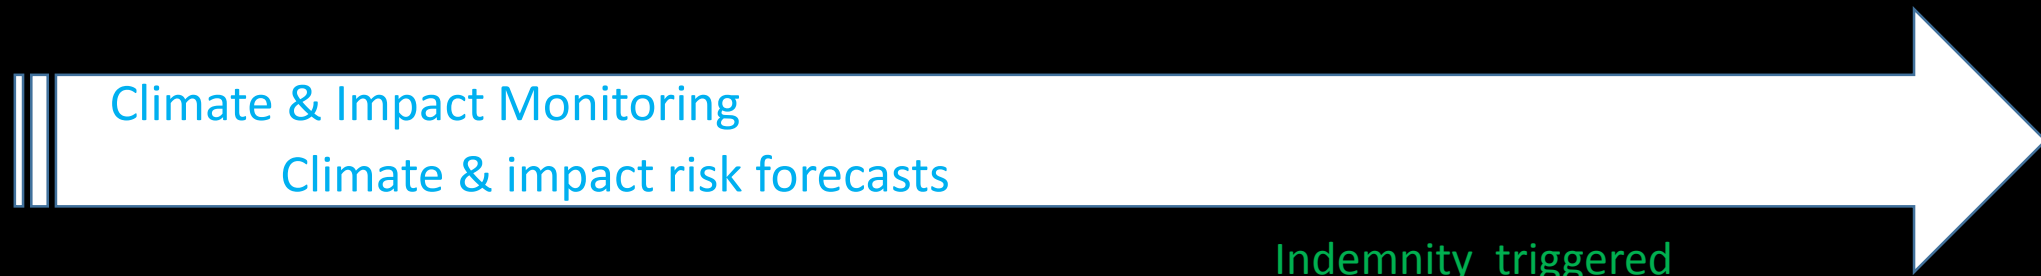 Climate & Impact Monitoring
Climate & impact risk forecasts
Indemnity triggered